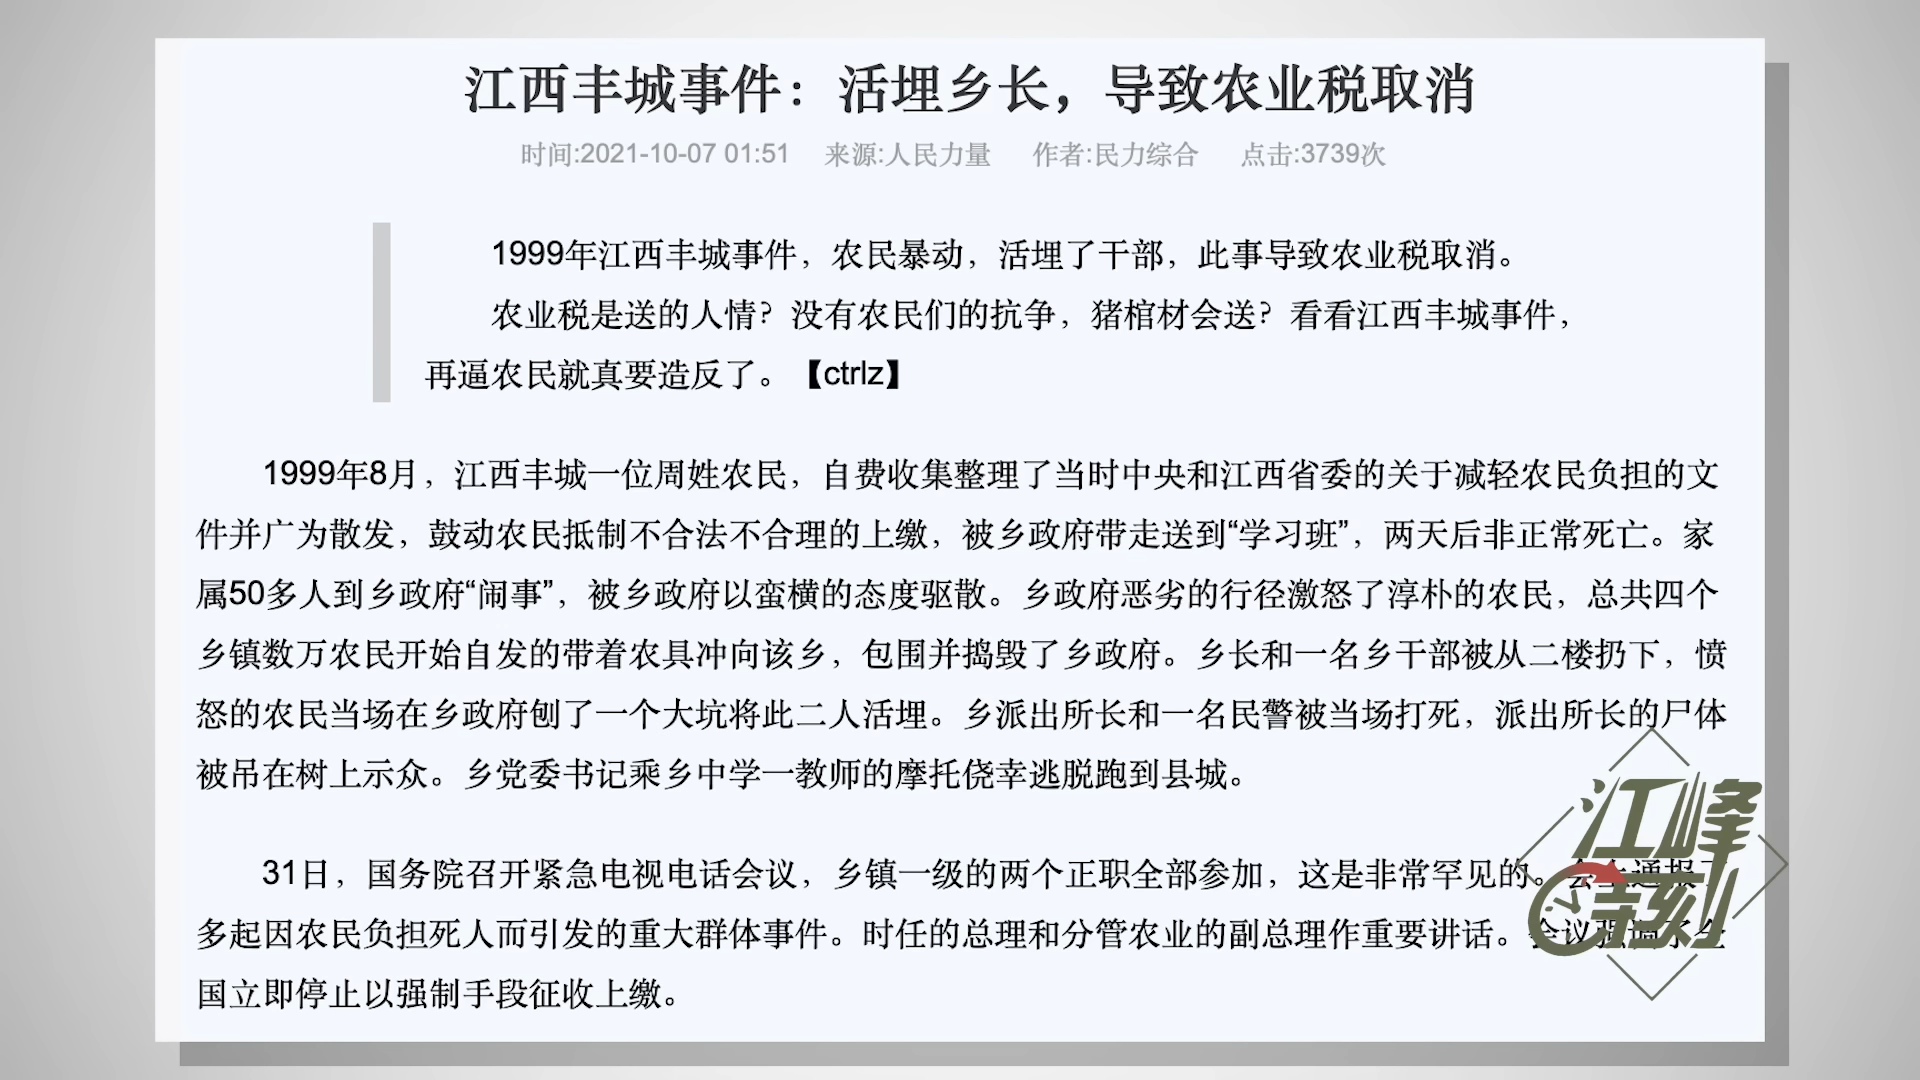 江西丰城事件：活埋乡长，导致农业税取消
时间:2021-10-07 01:51 来源:人民力量 作者:民力综合 点击:3739次
1999年江西丰城事件，农民暴动，活埋了干部，此事导致农业税取消。
农业税是送的人情？没有农民们的抗争，猪棺材会送？看看江西丰城事件，
再逼农民就真要造反了。【ctrlz】
1999年8月，江西丰城一位周姓农民，自费收集整理了当时中央和江西省委的关于减轻农民负担的文
件并广为散发，鼓动农民抵制不合法不合理的上缴，被乡政府带走送到“学习班”，两天后非正常死亡。家
属50多人到乡政府“闹事”，被乡政府以蛮横的态度驱散。乡政府恶劣的行径激怒了淳朴的农民，总共四个
乡镇数万农民开始自发的带着农具冲向该乡，包围并捣毁了乡政府。乡长和一名乡干部被从二楼扔下，愤
怒的农民当场在乡政府刨了一个大坑将此二人活埋。乡派出所长和一名民警被当场打死，派出所长的尸体
被吊在树上示众。乡党委书记乘乡中学一教师的摩托侥幸逃脱跑到县城。
31日，国务院召开紧急电视电话会议，乡镇一级的两个正职全部参加，这是非常罕见的。会上通报了
多起因农民负担死人而引发的重大群体事件。时任的总理和分管农业的副总理作重要讲话。会议强调了全
国立即停止以强制手段征收上缴。
江峰
时刻